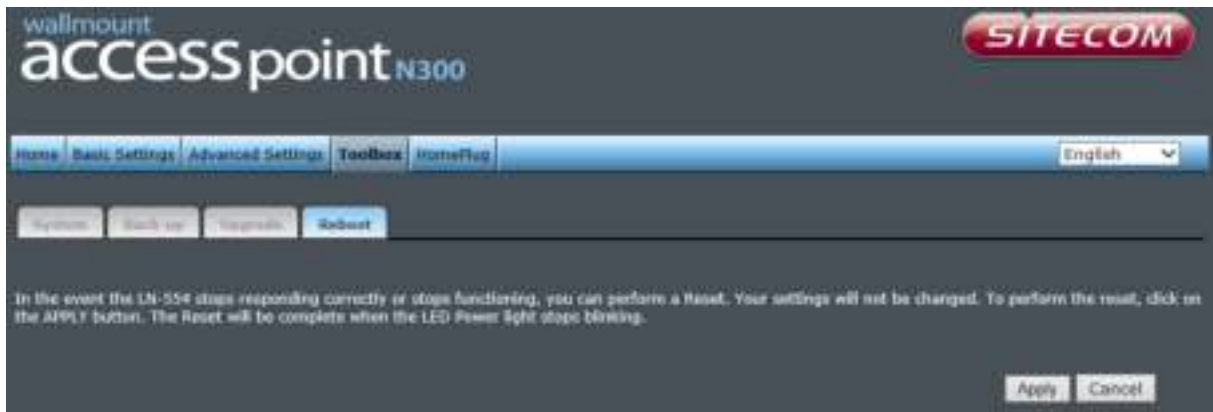 wallmount
access point N300
SITECOM
Home Basic Settings Advanced Settings Toolbox HomePlug
English
System Back-up Upgrade Reboot
In the event the LN-554 stops responding correctly or stops functioning, you can perform a Reset. Your settings will not be changed. To perform the reset, click on
the APPLY button. The Reset will be complete when the LED Power light stops blinking.
Apply Cancel